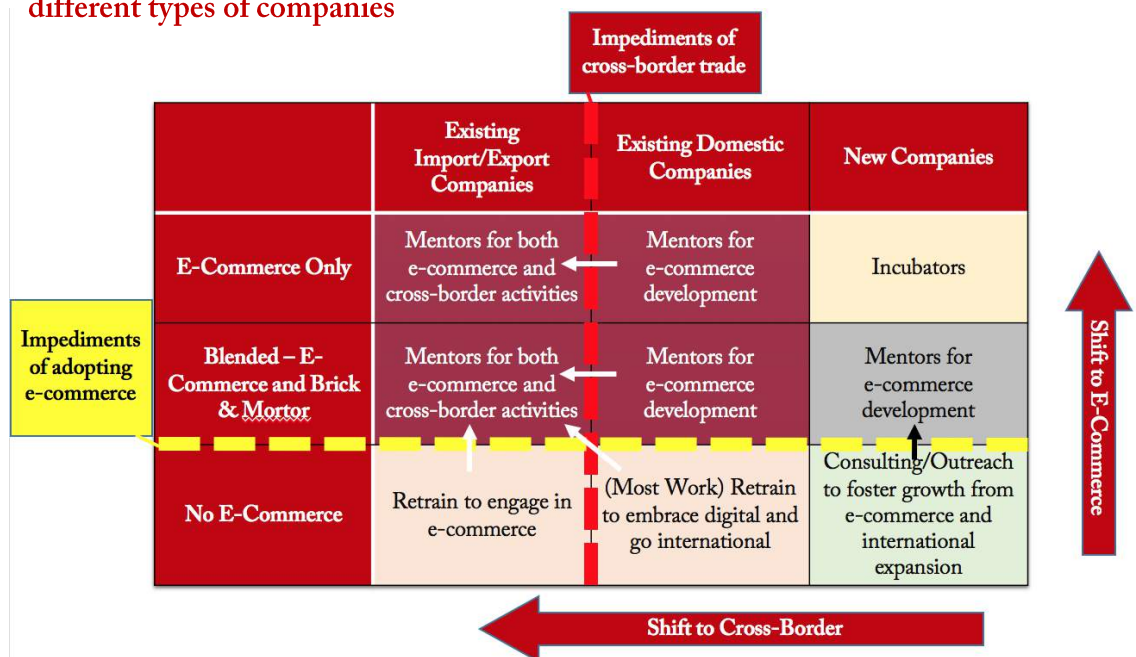 different types of companies
Impediments of
cross-border trade
Existing
Import/Export
Companies
Existing Domestic
Companies
New Companies
E-Commerce Only
Mentors for both
e-commerce and
cross-border activities
Mentors for
e-commerce
development
Incubators
Impediments
of adopting
e-commerce
Blended – E-
Commerce and Brick
& Mortor
Mentors for both
e-commerce and
cross-border activities
Mentors for
e-commerce
development
Mentors for
e-commerce
development
No E-Commerce
Retrain to engage in
e-commerce
(Most Work) Retrain
to embrace digital and
go international
Consulting/Outreach
to foster growth from
e-commerce and
international
expansion
Shift to E-Commerce
Shift to Cross-Border